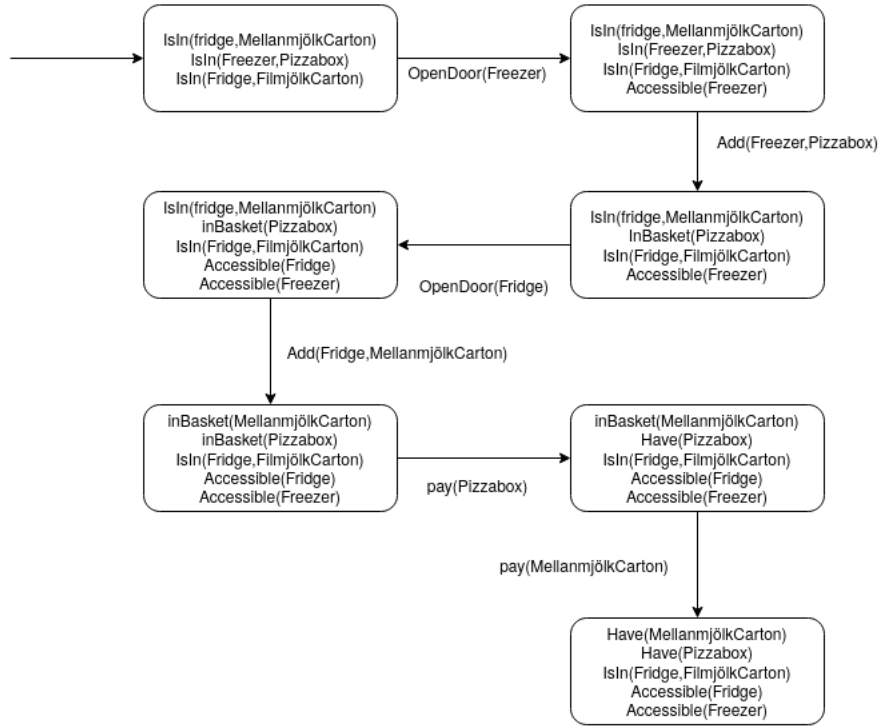 IsIn(fridge,MellanmjölkCarton)
IsIn(Freezer,Pizzabox)
IsIn(Fridge,FilmjölkCarton)
OpenDoor(Freezer)
IsIn(fridge,MellanmjölkCarton)
IsIn(Freezer,Pizzabox)
IsIn(Fridge,FilmjölkCarton)
Accessible(Freezer)
Add(Freezer,Pizzabox)
IsIn(fridge,MellanmjölkCarton)
InBasket(Pizzabox)
IsIn(Fridge,FilmjölkCarton)
Accessible(Freezer)
OpenDoor(Fridge)
IsIn(fridge,MellanmjölkCarton)
inBasket(Pizzabox)
IsIn(Fridge,FilmjölkCarton)
Accessible(Fridge)
Accessible(Freezer)
Add(Fridge,MellanmjölkCarton)
inBasket(MellanmjölkCarton)
inBasket(Pizzabox)
IsIn(Fridge,FilmjölkCarton)
Accessible(Fridge)
Accessible(Freezer)
pay(Pizzabox)
inBasket(MellanmjölkCarton)
Have(Pizzabox)
IsIn(Fridge,FilmjölkCarton)
Accessible(Fridge)
Accessible(Freezer)
pay(MellanmjölkCarton)
Have(MellanmjölkCarton)
Have(Pizzabox)
IsIn(Fridge,FilmjölkCarton)
Accessible(Fridge)
Accessible(Freezer)